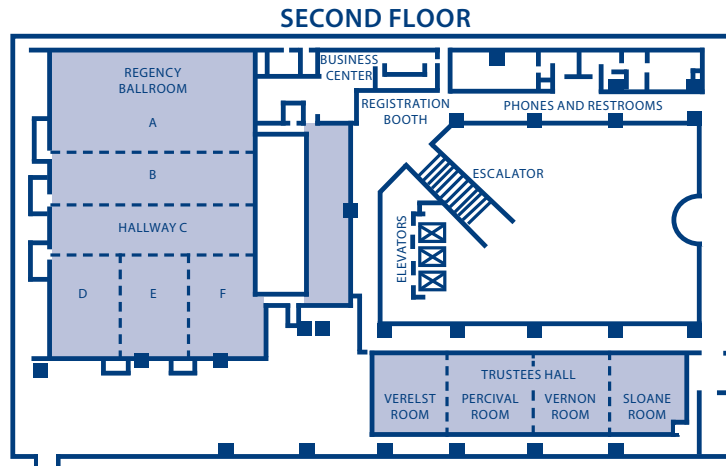 SECOND FLOOR
BUSINESS
CENTER
REGENCY
BALLROOM
A
REGISTRATION
BOOTH
PHONES AND RESTROOMS
B
ESCALATOR
HALLWAY C
ELEVATORS
D
E
F
TRUSTEES HALL
VERELST
ROOM
PERCIVAL
ROOM
VERNON
ROOM
SLOANE
ROOM